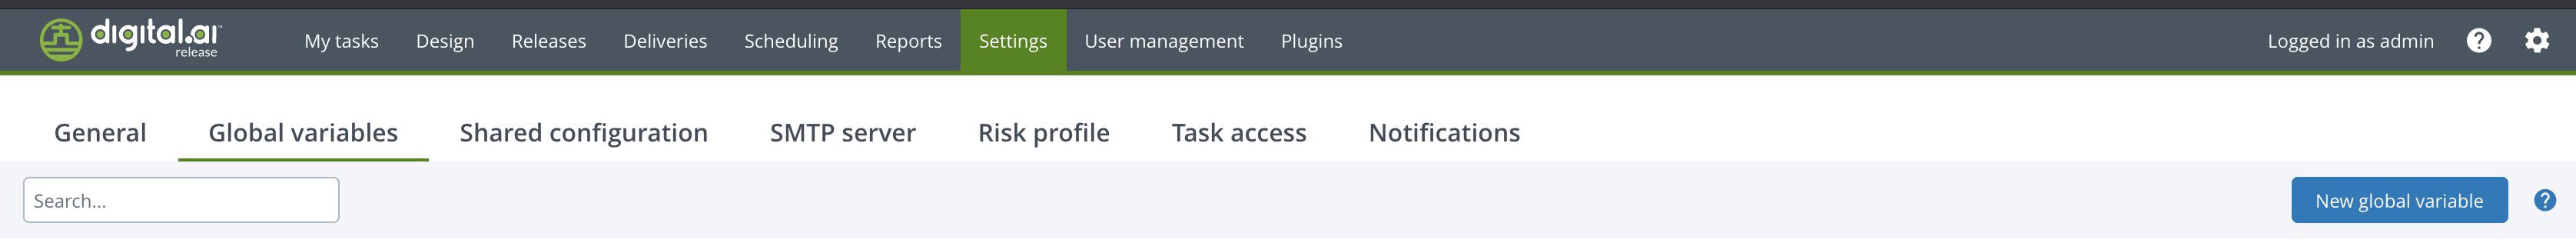 digital.ai™
release
My tasks Design Releases Deliveries Scheduling Reports Settings User management Plugins Logged in as admin ?
General Global variables Shared configuration SMTP server Risk profile Task access Notifications
Search... New global variable ?